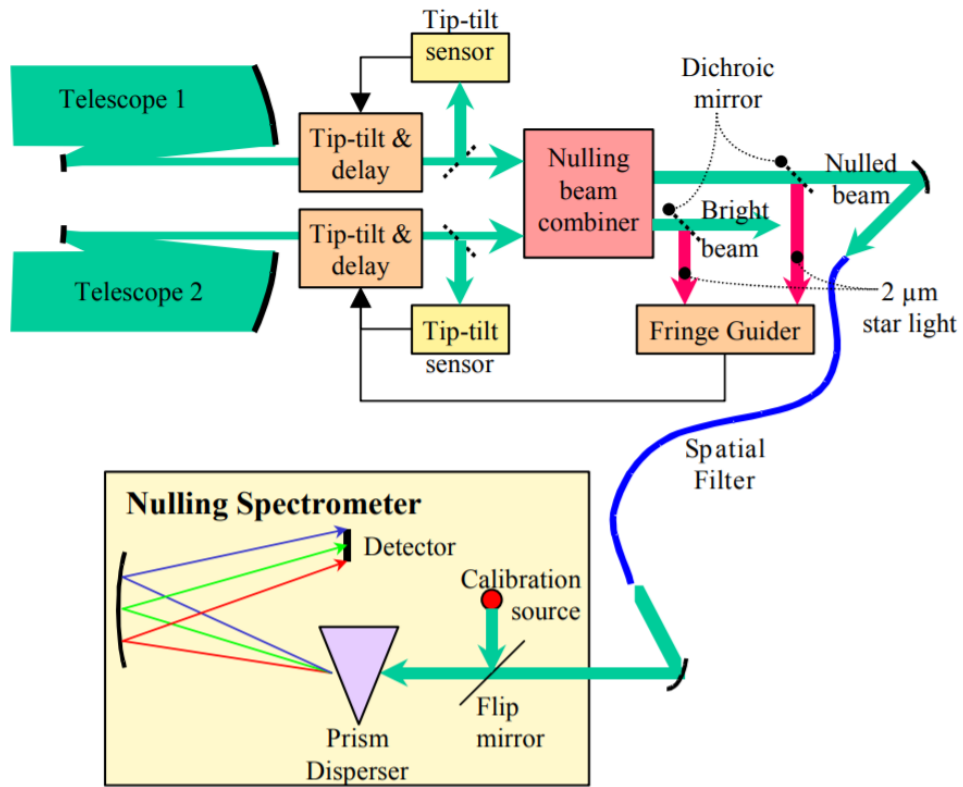 Tip-tilt
sensor
Telescope 1
Tip-tilt &
delay
Dichroic
mirror
Nulling
beam
combiner
Nulled
beam
Bright
beam
Tip-tilt &
delay
Telescope 2
Tip-tilt
sensor
Fringe Guider
2 µm
star light
Spatial
Filter
Nulling Spectrometer
Detector
Calibration
source
Flip
mirror
Prism
Disperser